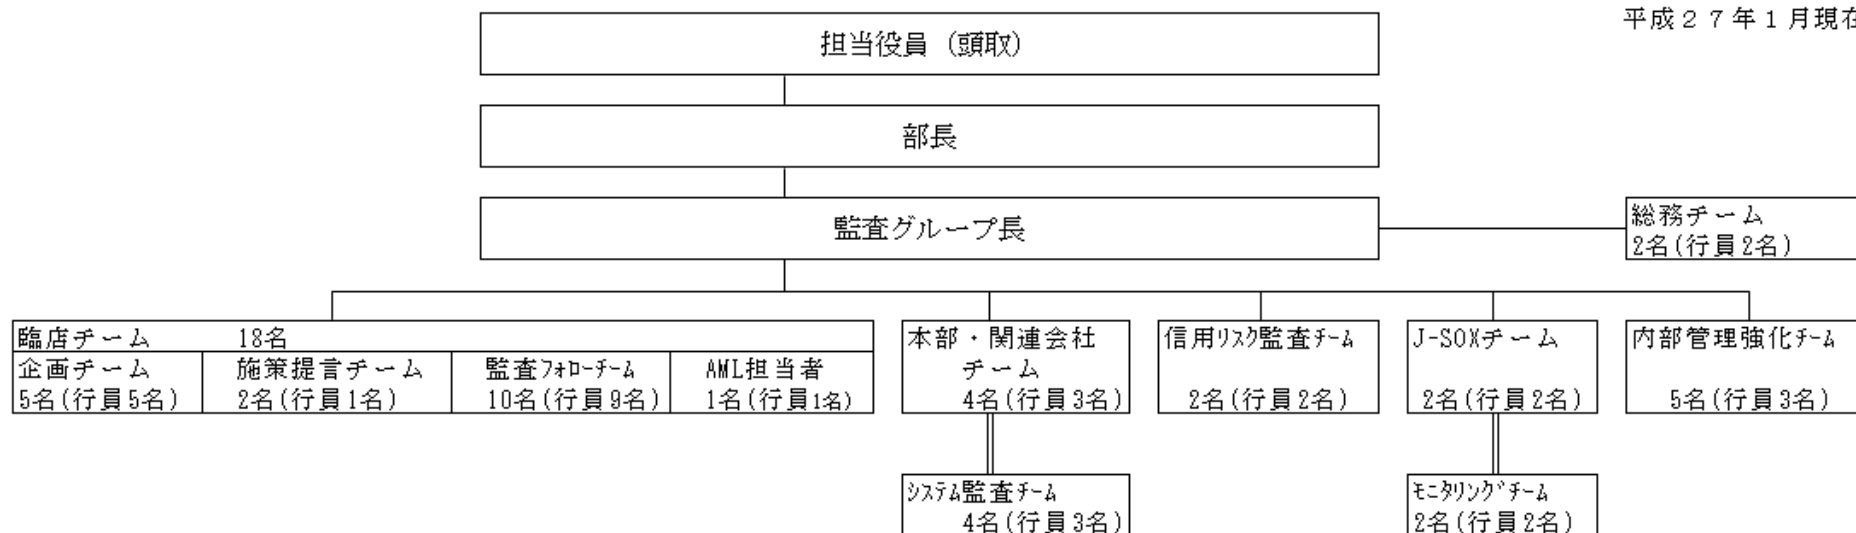 平成２７年１月現在
担当役員（頭取）
部長
監査グループ長
総務チーム
2名(行員2名)
臨店チーム 18名
企画チーム
5名(行員5名)
施策提言チーム
2名(行員1名)
監査ﾌｫﾛｰﾁｰﾑ
10名(行員9名)
AML担当者
1名(行員1名)
本部・関連会社
チーム
4名(行員3名)
信用ﾘｽｸ監査ﾁｰﾑ
2名(行員2名)
J-SOXチーム
2名(行員2名)
内部管理強化ﾁｰﾑ
5名(行員3名)
ｼｽﾃﾑ監査ﾁｰﾑ
4名(行員3名)
ﾓﾆﾀﾘﾝｸﾞﾁｰﾑ
2名(行員2名)